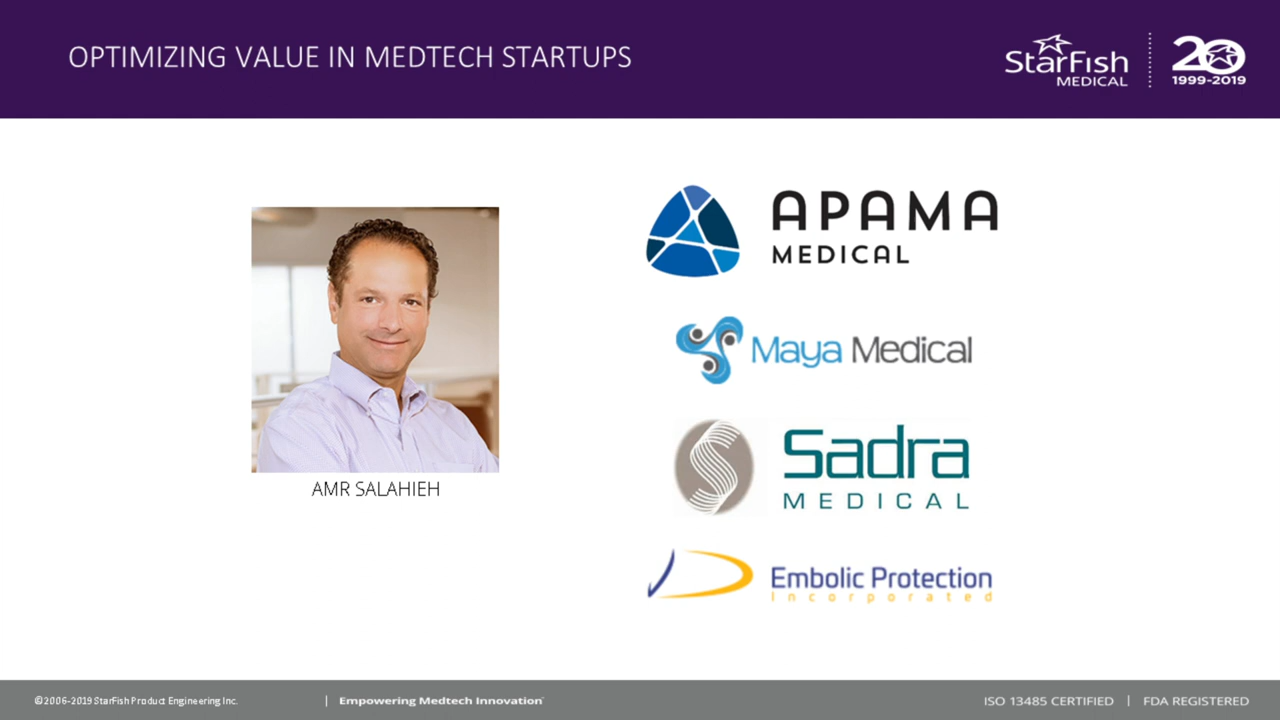 OPTIMIZING VALUE IN MEDTECH STARTUPS
StarFish
MEDICAL
20
1999-2019
APAMA
MEDICAL
Maya Medical
Sadra
MEDICAL
Embolic Protection
Incorporated
AMR SALAHIEH
©2006-2019 StarFish Product Engineering Inc. | Empowering Medtech Innovation™ ISO 13485 CERTIFIED | FDA REGISTERED